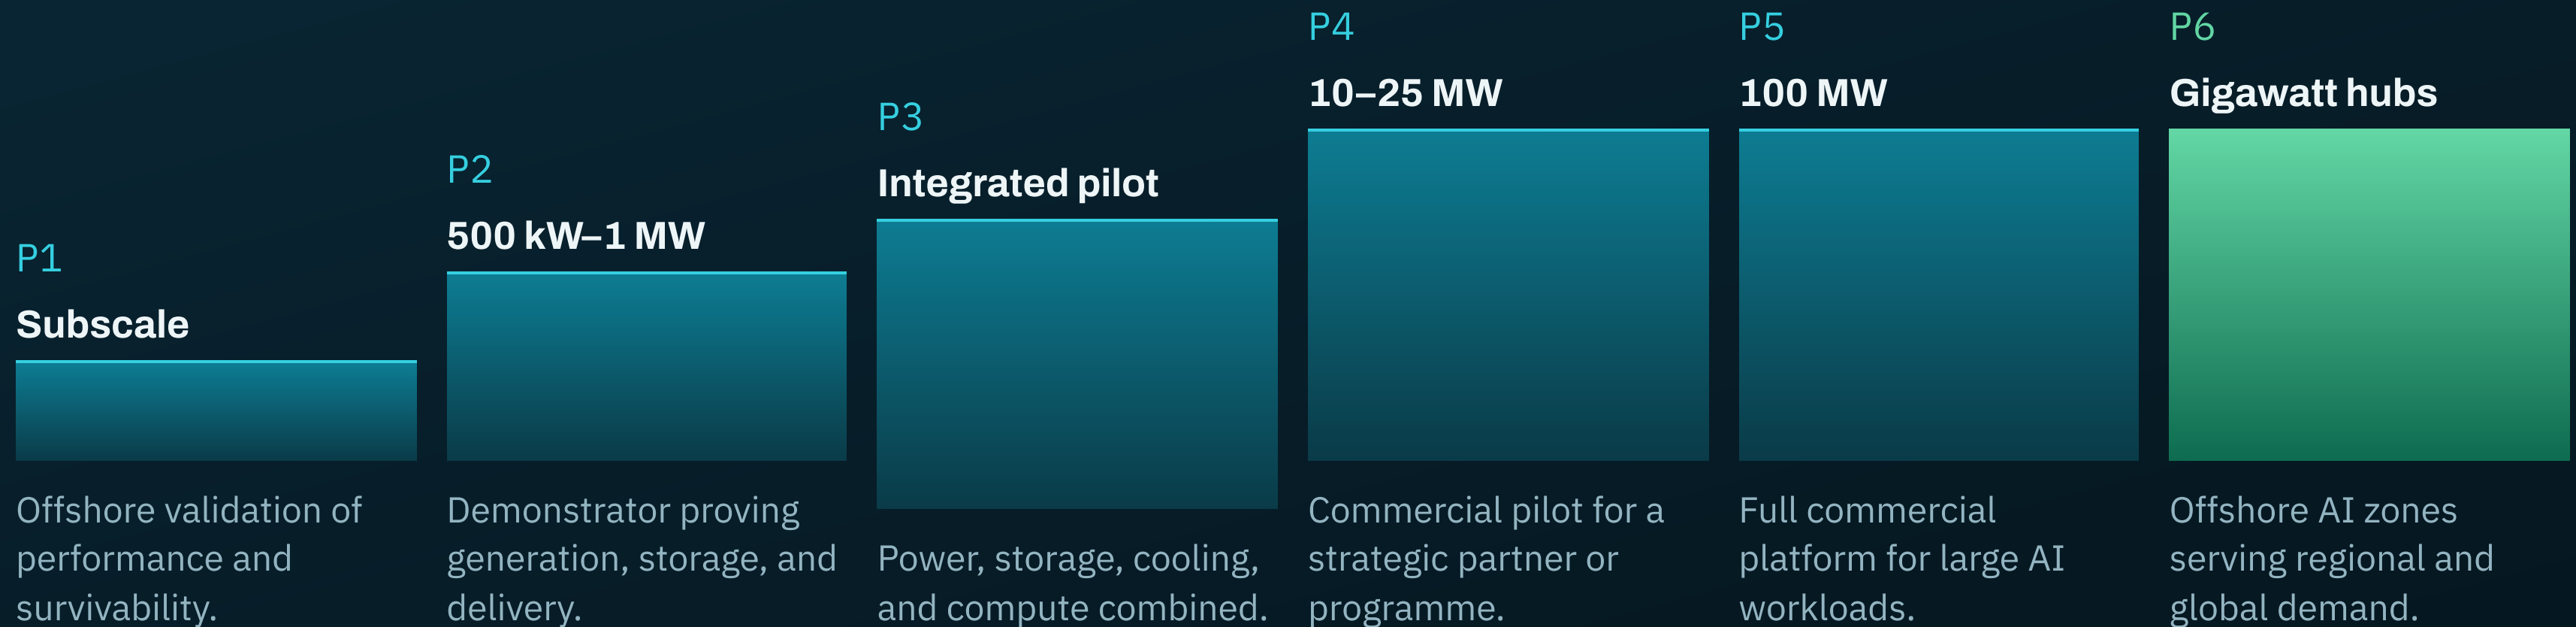 P1
Subscale
Offshore validation of
performance and
survivability.
P2
500 kW–1 MW
Demonstrator proving
generation, storage, and
delivery.
P3
Integrated pilot
Power, storage, cooling,
and compute combined.
P4
10–25 MW
Commercial pilot for a
strategic partner or
programme.
P5
100 MW
Full commercial
platform for large AI
workloads.
P6
Gigawatt hubs
Offshore AI zones
serving regional and
global demand.